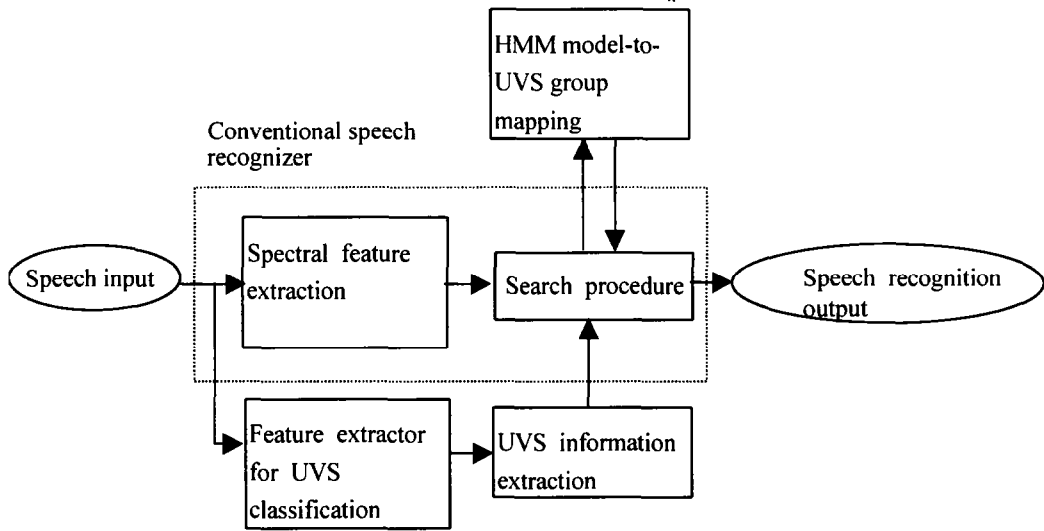 HMM model-to-
UVS group
mapping
Conventional speech
recognizer
Speech input
Spectral feature
extraction
Search procedure
Speech recognition
output
Feature extractor
for UVS
classification
UVS information
extraction